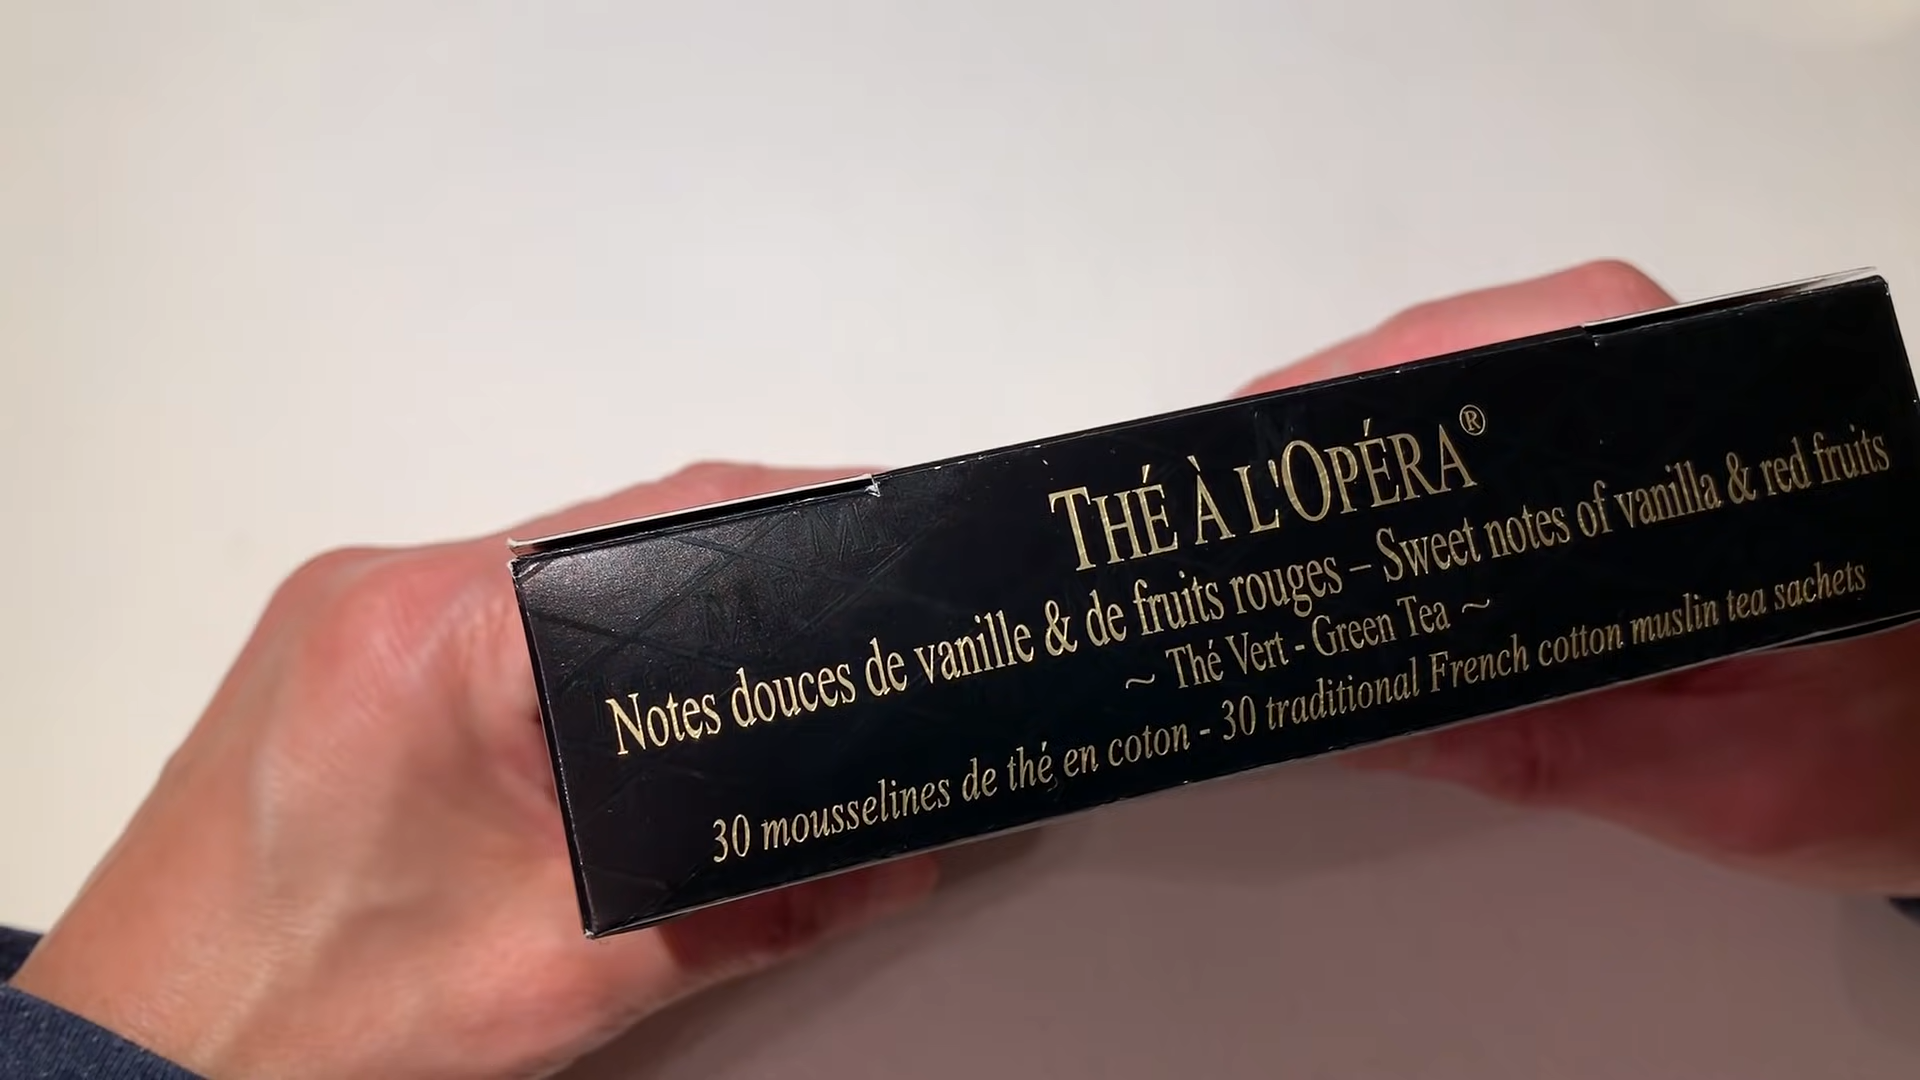 THÉ À L'OPÉRA®
Notes douces de vanille & de fruits rouges – Sweet notes of vanilla & red fruits
~ Thé Vert - Green Tea ~
30 mousselines de thé en coton - 30 traditional French cotton muslin tea sachets